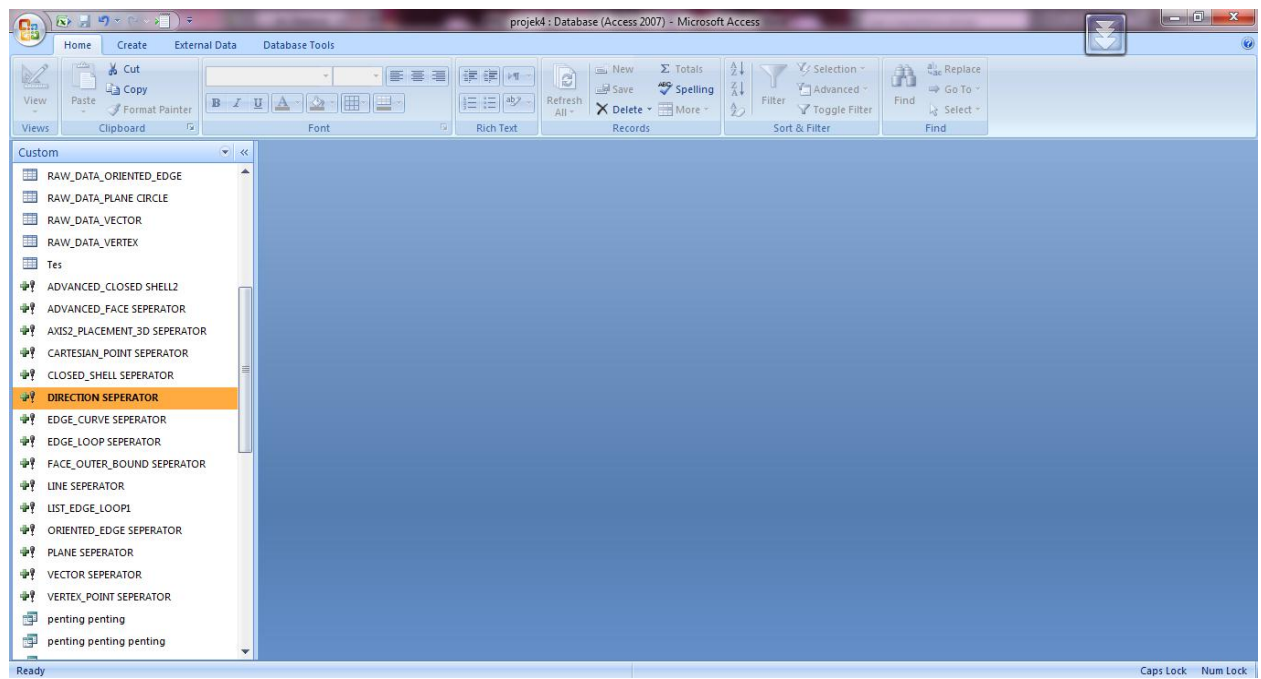 projek4 : Database (Access 2007) - Microsoft Access
Home Create External Data Database Tools
View
Paste
Cut
Copy
Format Painter
B I U A
ab
Refresh All
New
Save
Delete
Σ Totals
Spelling
More
Filter
Selection
Advanced
Toggle Filter
Find
Replace
Go To
Select
Views Clipboard Font Rich Text Records Sort & Filter Find
Custom
RAW_DATA_ORIENTED_EDGE
RAW_DATA_PLANE CIRCLE
RAW_DATA_VECTOR
RAW_DATA_VERTEX
Tes
ADVANCED_CLOSED SHELL2
ADVANCED_FACE SEPERATOR
AXIS2_PLACEMENT_3D SEPERATOR
CARTESIAN_POINT SEPERATOR
CLOSED_SHELL SEPERATOR
DIRECTION SEPERATOR
EDGE_CURVE SEPERATOR
EDGE_LOOP SEPERATOR
FACE_OUTER_BOUND SEPERATOR
LINE SEPERATOR
LIST_EDGE_LOOP1
ORIENTED_EDGE SEPERATOR
PLANE SEPERATOR
VECTOR SEPERATOR
VERTEX_POINT SEPERATOR
penting penting
penting penting penting
Ready Caps Lock Num Lock